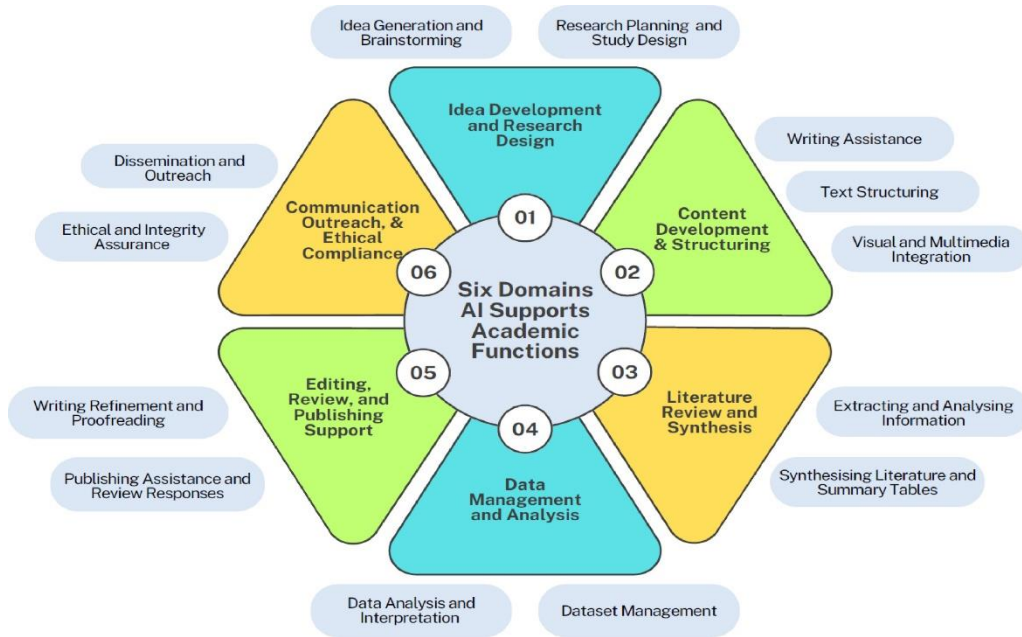 Idea Generation and
Brainstorming
Research Planning and
Study Design
Idea Development
and Research
Design
01
Writing Assistance
Text Structuring
Visual and Multimedia
Integration
Content
Development
& Structuring
02
Extracting and Analysing
Information
Synthesising Literature and
Summary Tables
Literature
Review and
Synthesis
03
Data Analysis and
Interpretation
Dataset Management
Data
Management
and Analysis
04
Writing Refinement and
Proofreading
Publishing Assistance and
Review Responses
Editing,
Review, and
Publishing
Support
05
Dissemination and
Outreach
Ethical and Integrity
Assurance
Communication
Outreach, &
Ethical
Compliance
06
Six Domains
AI Supports
Academic
Functions